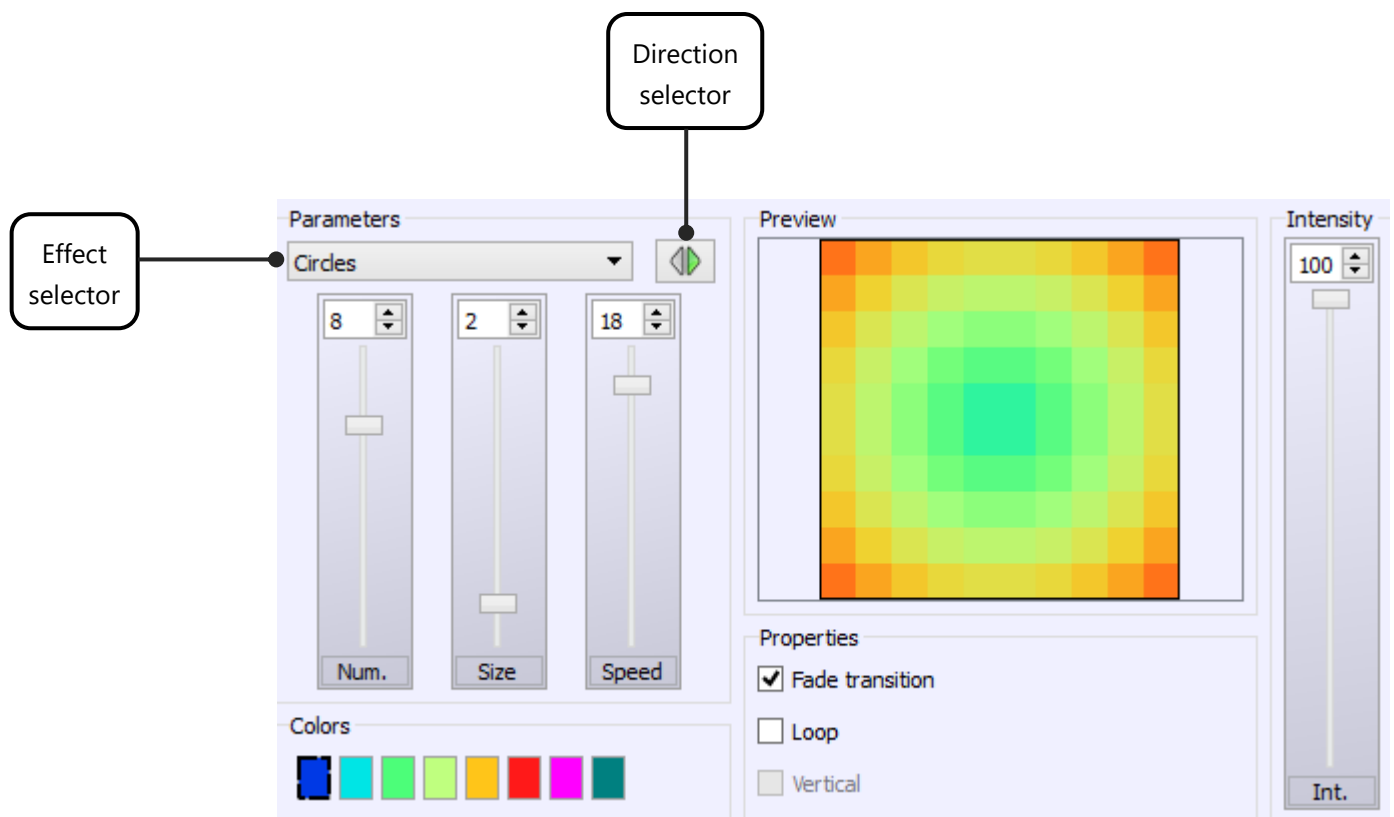 Direction
selector
Effect
selector
Parameters
Circles
8
2
18
Num.
Size
Speed
Colors
Preview
Properties
Fade transition
Loop
Vertical
Intensity
100
Int.